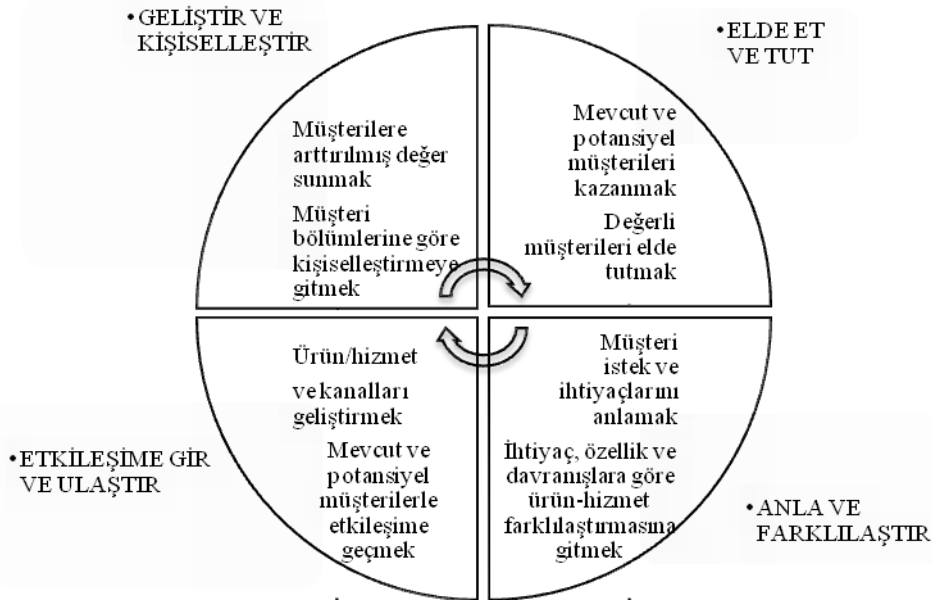 •GELİŞTİR VE
KİŞİSELLEŞTİR
Müşterilere
arttırılmış değer
sunmak
Müşteri
bölümlerine göre
kişiselleştirmeye
gitmek
•ELDE ET
VE TUT
Mevcut ve
potansiyel
müşterileri
kazanmak
Değerli
müşterileri elde
tutmak
•ETKİLEŞİME GİR
VE ULAŞTIR
Ürün/hizmet
ve kanalları
geliştirmek
Mevcut ve
potansiyel
müşterilerle
etkileşime
geçmek
Müşteri
istek ve
ihtiyaçlarını
anlamak
İhtiyaç, özellik ve
davranışlara göre
ürün-hizmet
farklılaştırmasına
gitmek
•ANLA VE
FARKLILAŞTIR